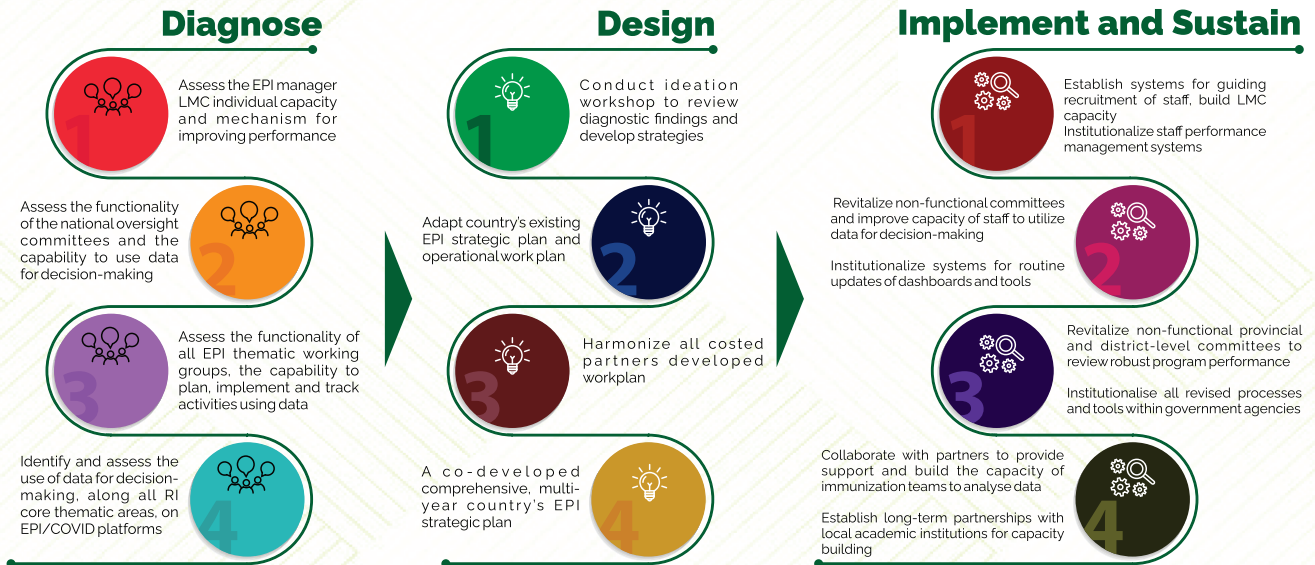 Diagnose
1
Assess the EPI manager
LMC individual capacity
and mechanism for
improving performance
Assess the functionality
of the national oversight
committees and the
capability to use data
for decision-making
2
3
Assess the functionality of
all EPI thematic working
groups, the capability to
plan, implement and track
activities using data
Identify and assess the
use of data for decision-
making, along all RI
core thematic areas, on
EPI/COVID platforms
4
Design
1
Conduct ideation
workshop to review
diagnostic findings and
develop strategies
Adapt country's existing
EPI strategic plan and
operational work plan
2
3
Harmonize all costed
partners developed
workplan
A co-developed
comprehensive, multi-
year country's EPI
strategic plan
4
Implement and Sustain
1
Establish systems for guiding
recruitment of staff, build LMC
capacity
Institutionalize staff performance
management systems
Revitalize non-functional committees
and improve capacity of staff to utilize
data for decision-making
Institutionalize systems for routine
updates of dashboards and tools
2
3
Revitalize non-functional provincial
and district-level committees to
review robust program performance
Institutionalise all revised processes
and tools within government agencies
Collaborate with partners to provide
support and build the capacity of
immunization teams to analyse data
Establish long-term partnerships with
local academic institutions for capacity
building
4